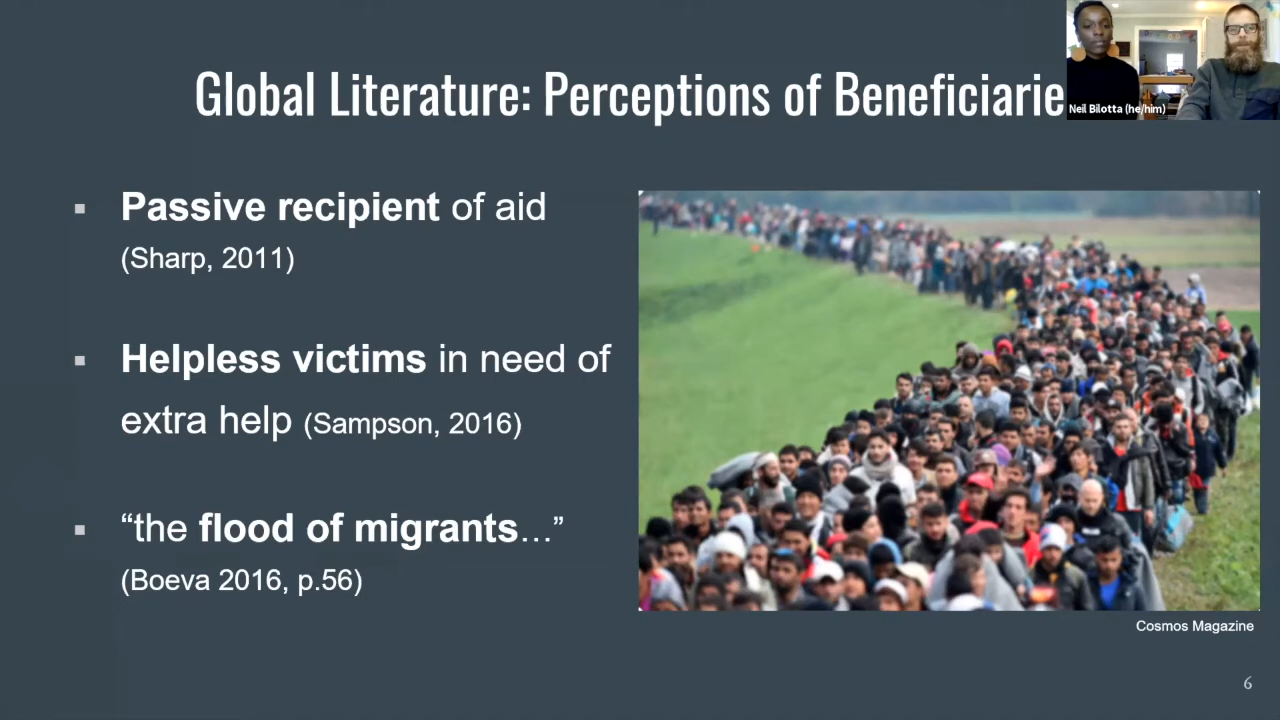 Global Literature: Perceptions of Beneficiarie
Neil Bilotta (he/him)
▪ Passive recipient of aid
(Sharp, 2011)
▪ Helpless victims in need of
extra help (Sampson, 2016)
▪ “the flood of migrants…”
(Boeva 2016, p.56)
Cosmos Magazine
6